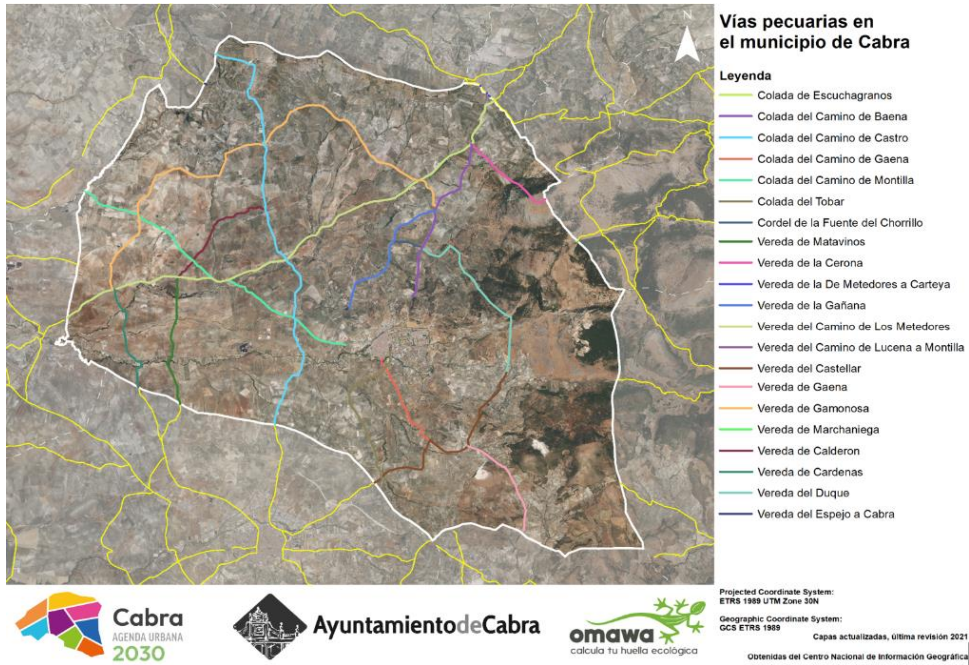 Vías pecuarias en
el municipio de Cabra
Leyenda
Colada de Escuchagranos
Colada del Camino de Baena
Colada del Camino de Castro
Colada del Camino de Gaena
Colada del Camino de Montilla
Colada del Tobar
Cordel de la Fuente del Chorrillo
Vereda de Matavinos
Vereda de la Cerona
Vereda de la De Metedores a Carteya
Vereda de la Gañana
Vereda del Camino de Los Metedores
Vereda del Camino de Lucena a Montilla
Vereda del Castellar
Vereda de Gaena
Vereda de Gamonosa
Vereda de Marchaniega
Vereda de Calderon
Vereda de Cardenas
Vereda del Duque
Vereda del Espejo a Cabra
Cabra
AGENDA URBANA
2030
AyuntamientodeCabra
omawa
calcula tu huella ecológica
Projected Coordinate System:
ETRS 1989 UTM Zone 30N
Geographic Coordinate System:
GCS ETRS 1989
Capas actualizadas, última revisión 2021
Obtenidas del Centro Nacional de Información Geográfica